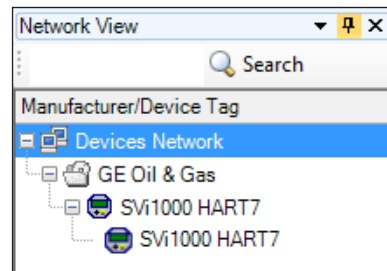 Network View
Search
Manufacturer/Device Tag
Devices Network
GE Oil & Gas
SVi1000 HART7
SVi1000 HART7